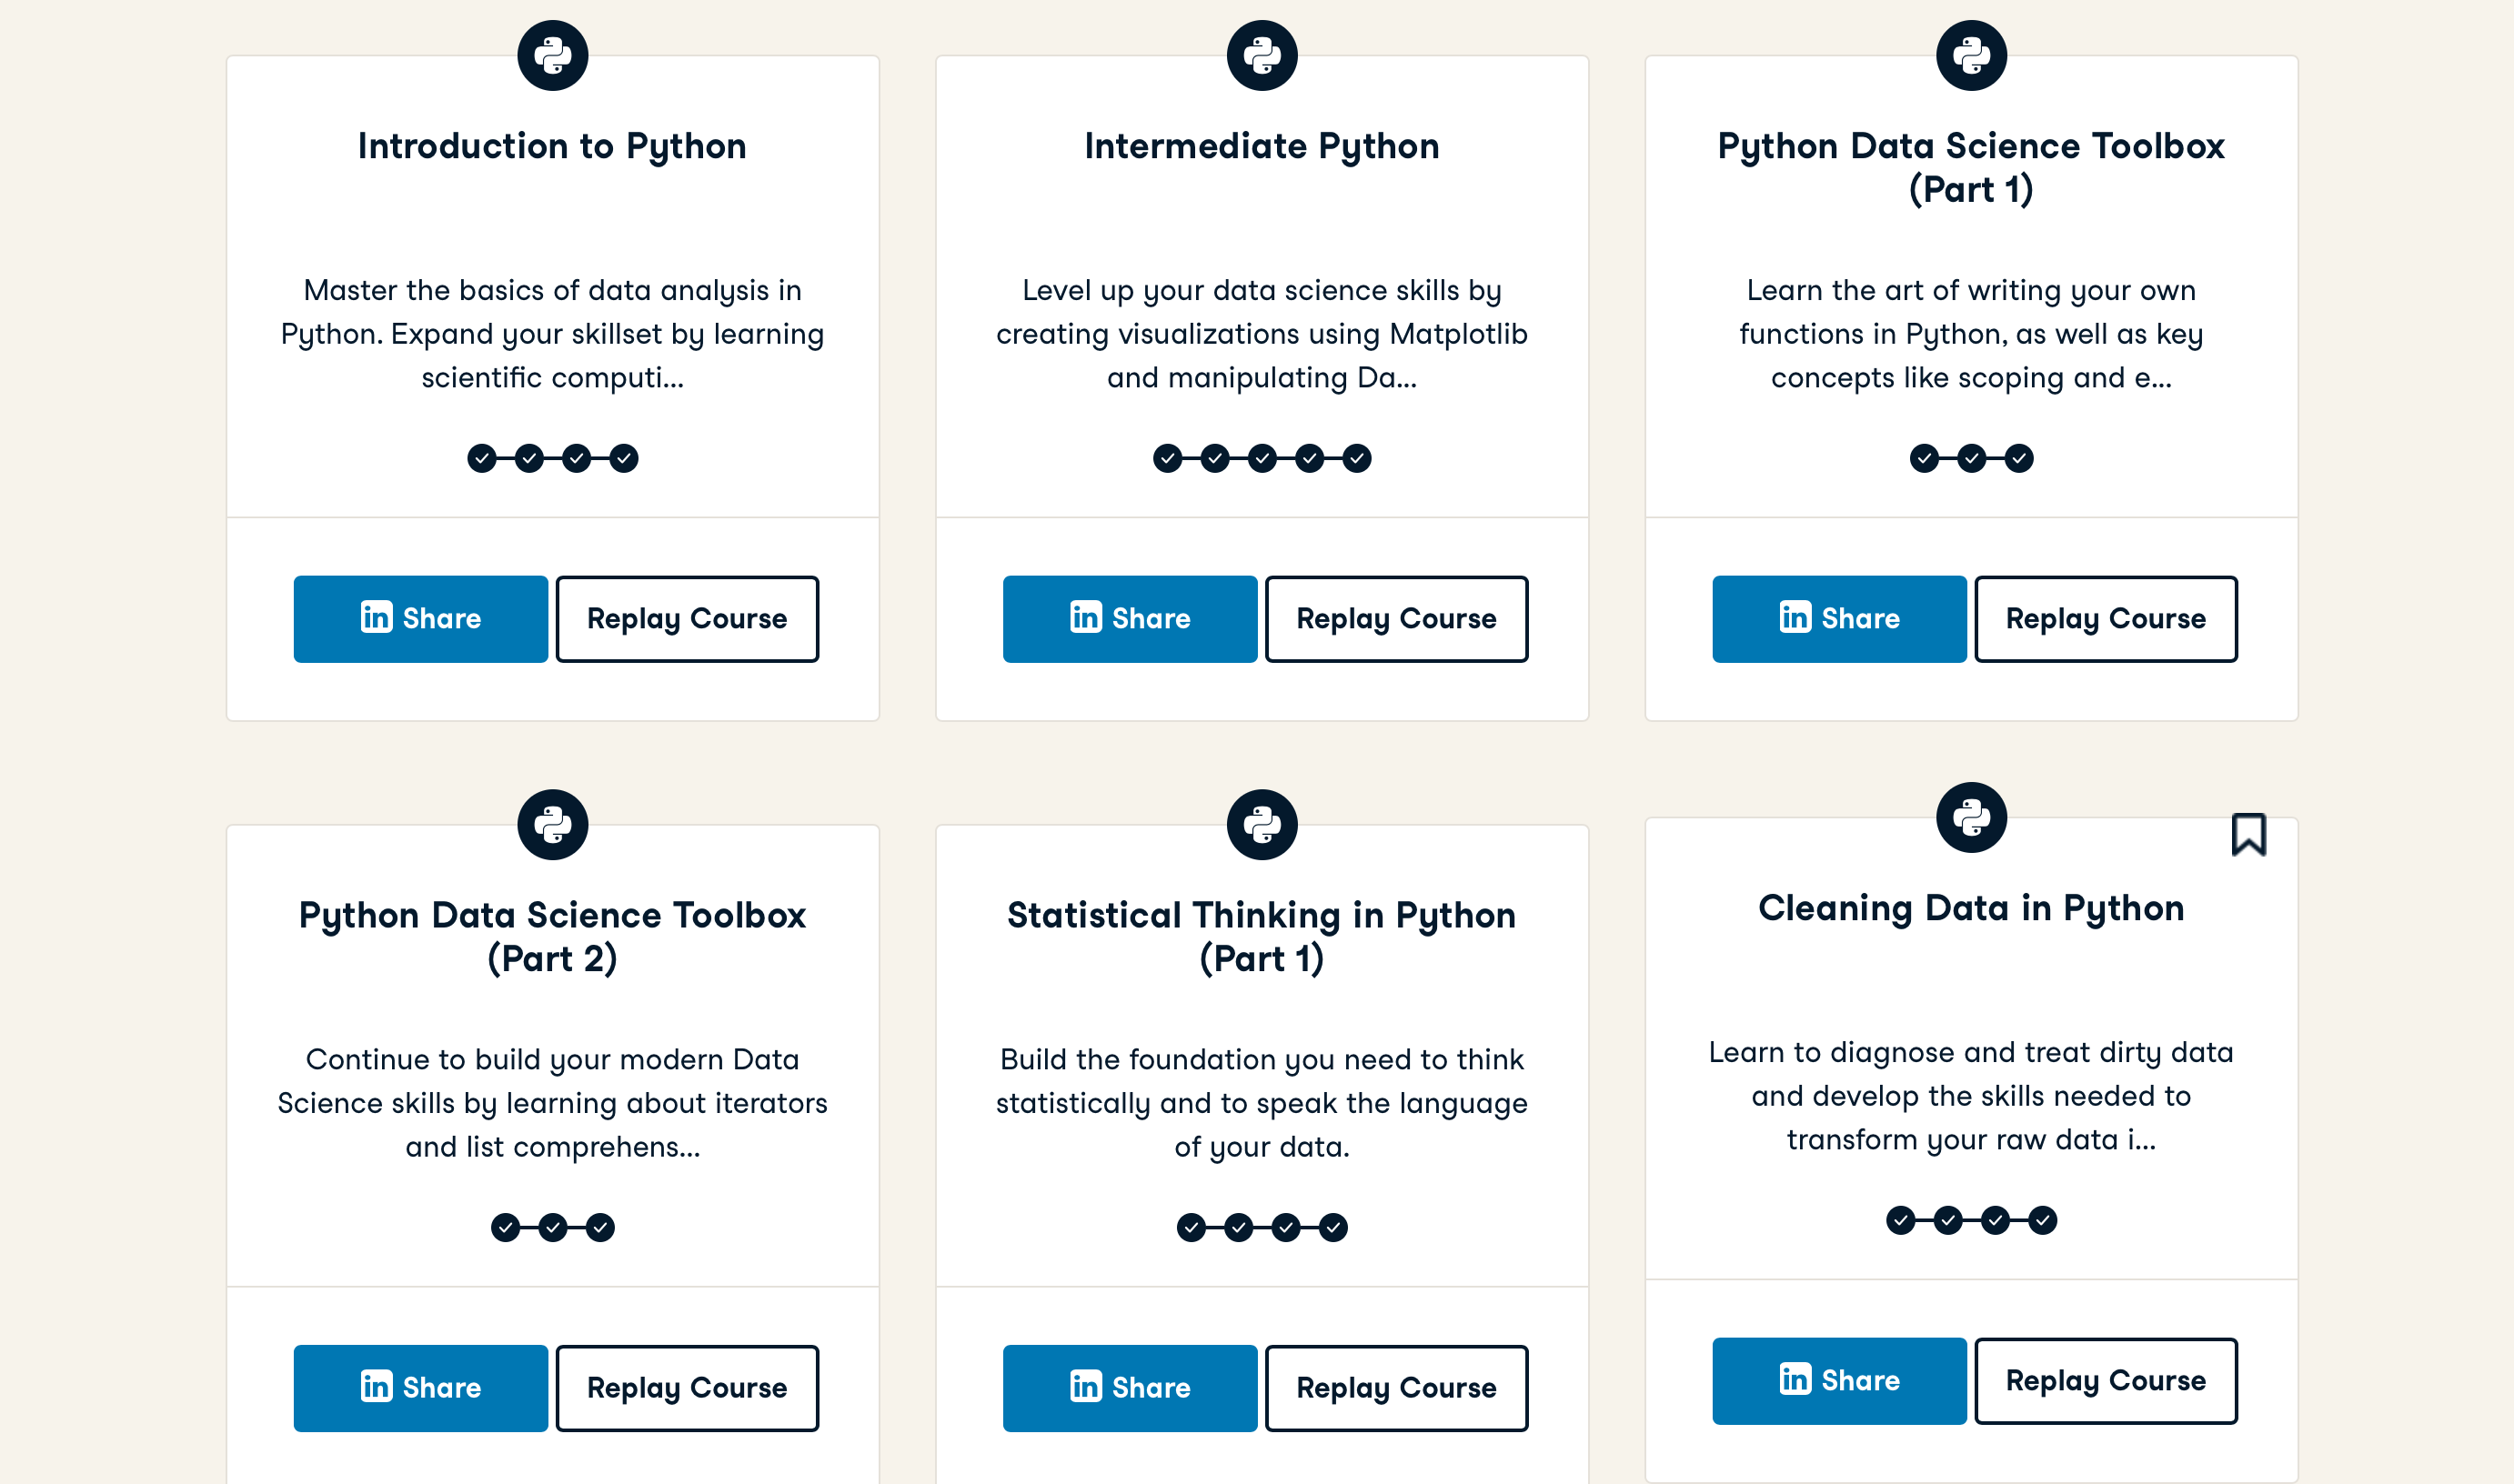 Introduction to Python
Master the basics of data analysis in
Python. Expand your skillset by learning
scientific computi...
in Share
Replay Course
Intermediate Python
Level up your data science skills by
creating visualizations using Matplotlib
and manipulating Da...
in Share
Replay Course
Python Data Science Toolbox
(Part 1)
Learn the art of writing your own
functions in Python, as well as key
concepts like scoping and e...
in Share
Replay Course
Python Data Science Toolbox
(Part 2)
Continue to build your modern Data
Science skills by learning about iterators
and list comprehens...
in Share
Replay Course
Statistical Thinking in Python
(Part 1)
Build the foundation you need to think
statistically and to speak the language
of your data.
in Share
Replay Course
Cleaning Data in Python
Learn to diagnose and treat dirty data
and develop the skills needed to
transform your raw data i...
in Share
Replay Course